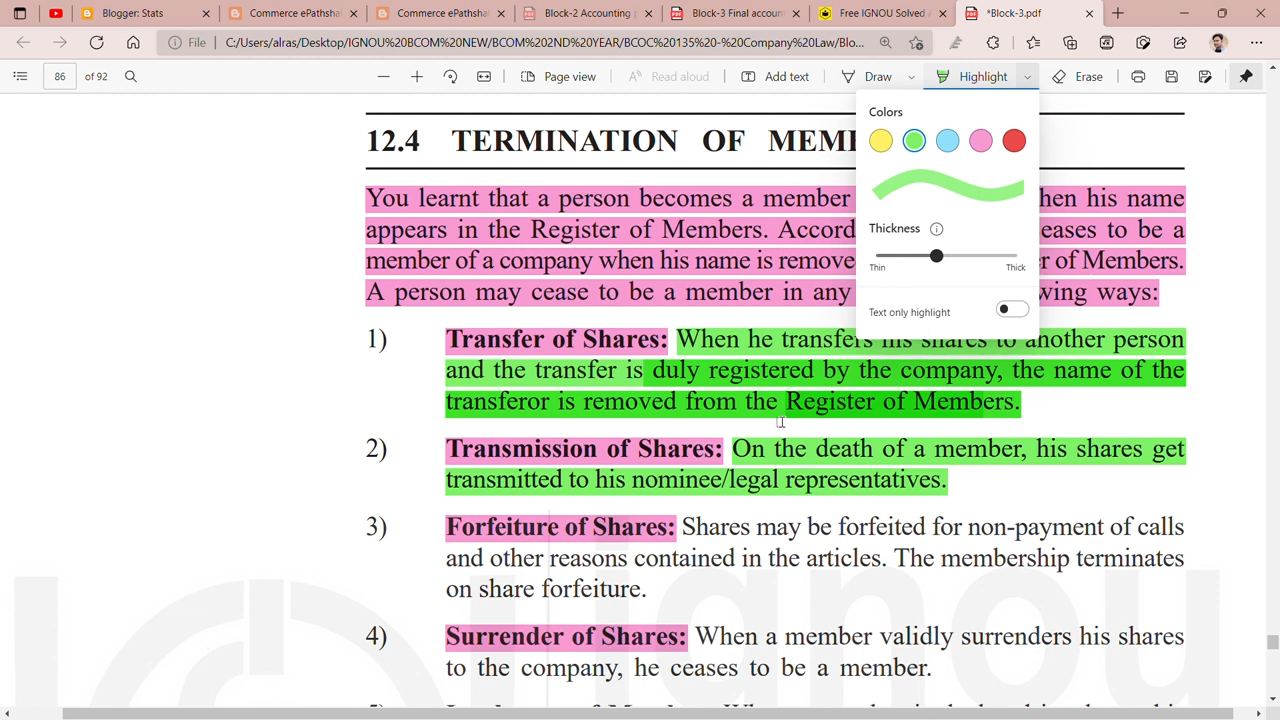 Blogger: Stats
Commerce ePathshal
Commerce ePathshal
Block-2 Accounting p
Block-3 Final Accoun
Free IGNOU Solved A
*Block-3.pdf
File C:/Users/alras/Desktop/IGNOU%20BCOM%20NEW/BCOM%202ND%20YEAR/BCOC%20135%20-%20Company%20Law/Blo...
86 of 92 Page view Read aloud Add text Draw Highlight Erase
Colors
Thickness
Thin Thick
Text only highlight
12.4 TERMINATION OF MEM
You learnt that a person becomes a member hen his name
appears in the Register of Members. Accord eases to be a
member of a company when his name is remove r of Members.
A person may cease to be a member in any wing ways:
1) Transfer of Shares: When he transfers his shares to another person
and the transfer is duly registered by the company, the name of the
transferor is removed from the Register of Members.
2) Transmission of Shares: On the death of a member, his shares get
transmitted to his nominee/legal representatives.
3) Forfeiture of Shares: Shares may be forfeited for non-payment of calls
and other reasons contained in the articles. The membership terminates
on share forfeiture.
4) Surrender of Shares: When a member validly surrenders his shares
to the company, he ceases to be a member.
ignou